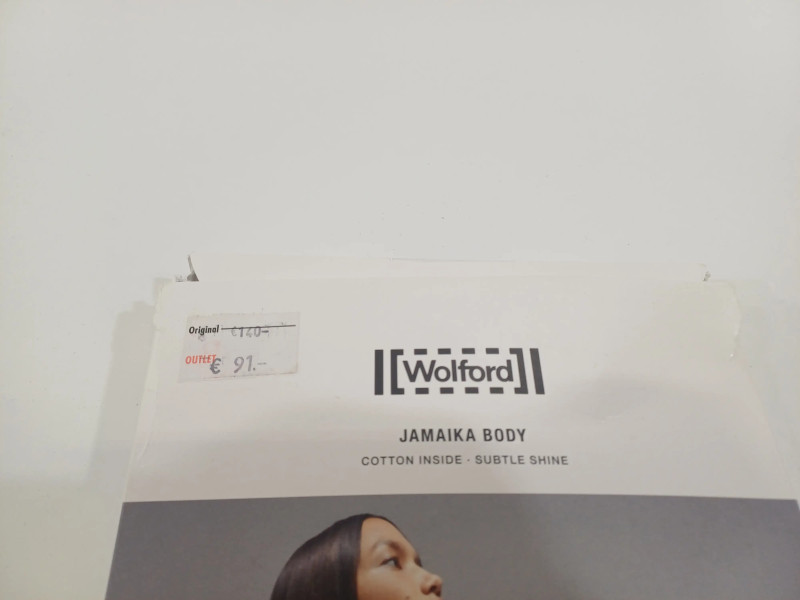 Original €140-
OUTLET € 91.-
Wolford
JAMAIKA BODY
COTTON INSIDE · SUBTLE SHINE